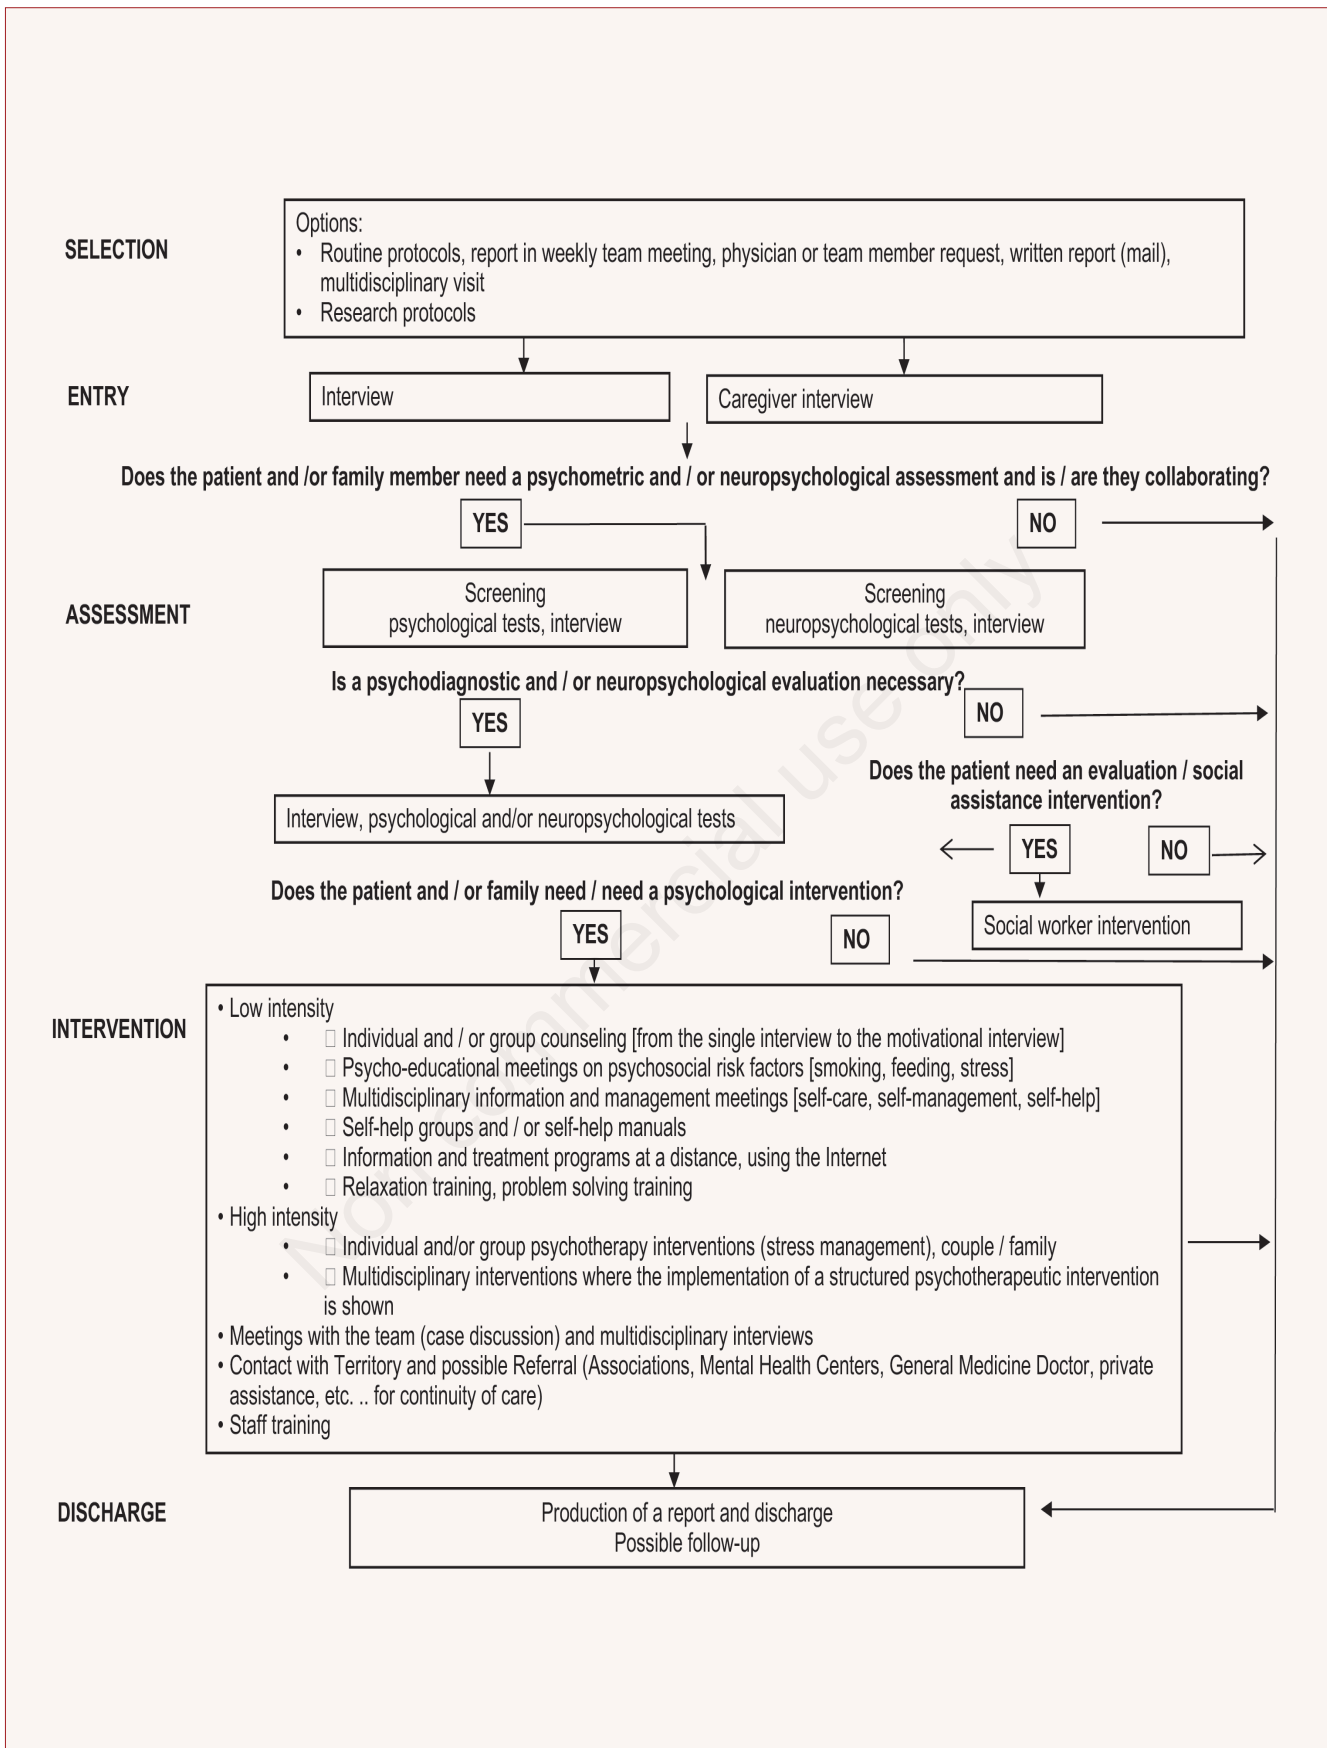 SELECTION
Options:
• Routine protocols, report in weekly team meeting, physician or team member request, written report (mail),
multidisciplinary visit
• Research protocols
ENTRY
Interview
Caregiver interview
Does the patient and /or family member need a psychometric and / or neuropsychological assessment and is / are they collaborating?
YES
NO
ASSESSMENT
Screening
psychological tests, interview
Screening
neuropsychological tests, interview
Is a psychodiagnostic and / or neuropsychological evaluation necessary?
YES
NO
Does the patient need an evaluation / social
assistance intervention?
Interview, psychological and/or neuropsychological tests
YES
NO
Social worker intervention
Does the patient and / or family need / need a psychological intervention?
YES
NO
INTERVENTION
• Low intensity
• Individual and / or group counseling [from the single interview to the motivational interview]
• Psycho-educational meetings on psychosocial risk factors [smoking, feeding, stress]
• Multidisciplinary information and management meetings [self-care, self-management, self-help]
• Self-help groups and / or self-help manuals
• Information and treatment programs at a distance, using the Internet
• Relaxation training, problem solving training
• High intensity
• Individual and/or group psychotherapy interventions (stress management), couple / family
• Multidisciplinary interventions where the implementation of a structured psychotherapeutic intervention
is shown
• Meetings with the team (case discussion) and multidisciplinary interviews
• Contact with Territory and possible Referral (Associations, Mental Health Centers, General Medicine Doctor, private
assistance, etc. .. for continuity of care)
• Staff training
DISCHARGE
Production of a report and discharge
Possible follow-up
Non commercial use only